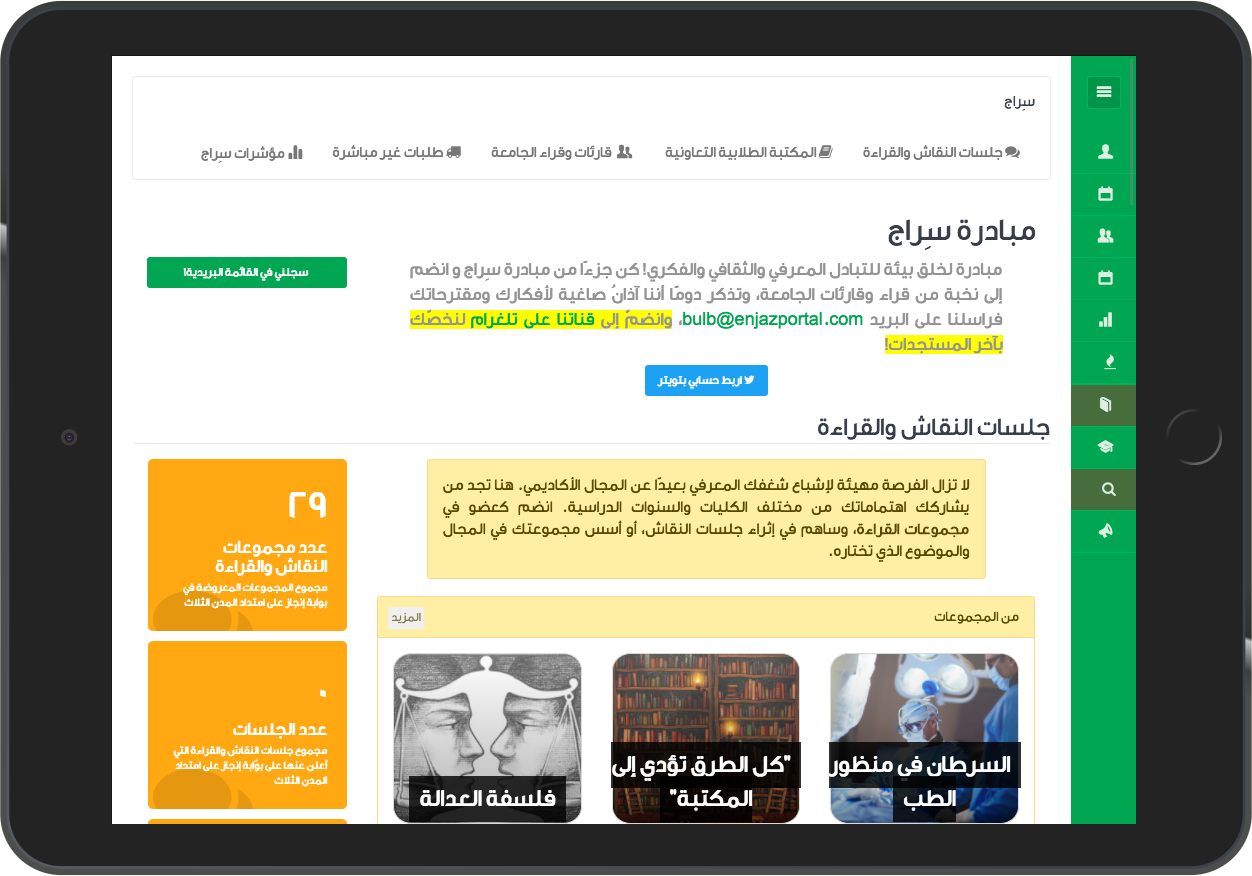 سِراج
جلسات النقاش والقراءة
المكتبة الطلابية التعاونية
قارئات وقراء الجامعة
طلبات غير مباشرة
مؤشرات سِراج
مبادرة سِراج
مبادرة لخلق بيئة للتبادل المعرفي والثقافي والفكري! كن جزءًا من مبادرة سِراج و انضم
إلى نخبة من قراء وقارئات الجامعة، وتذكر دومًا أننا آذانُ صاغية لأفكارك ومقترحاتك
فراسلنا على البريد bulb@enjazportal.com، وانضمّ إلى قناتنا على تلغرام لنخصّك
بآخر المستجدات!
سجلني في القائمة البريدية!
اربط حسابي بتويتر
جلسات النقاش والقراءة
لا تزال الفرصة مهيئة لإشباع شغفك المعرفي بعيدًا عن المجال الأكاديمي. هنا تجد من
يشاركك اهتماماتك من مختلف الكليات والسنوات الدراسية. انضم كعضو في
مجموعات القراءة، وساهم في إثراء جلسات النقاش، أو أسس مجموعتك في المجال
والموضوع الذي تختاره.
من المجموعات
المزيد
السرطان في منظور
الطب
"كل الطرق تؤدي إلى
المكتبة"
فلسفة العدالة
٢٩
عدد مجموعات
النقاش والقراءة
مجموع المجموعات المعروضة في
بوابة إنجاز على امتداد المدن الثلاث
٠
عدد الجلسات
مجموع جلسات النقاش والقراءة التي
أعلن عنها على بوّابة إنجاز على امتداد
المدن الثلاث